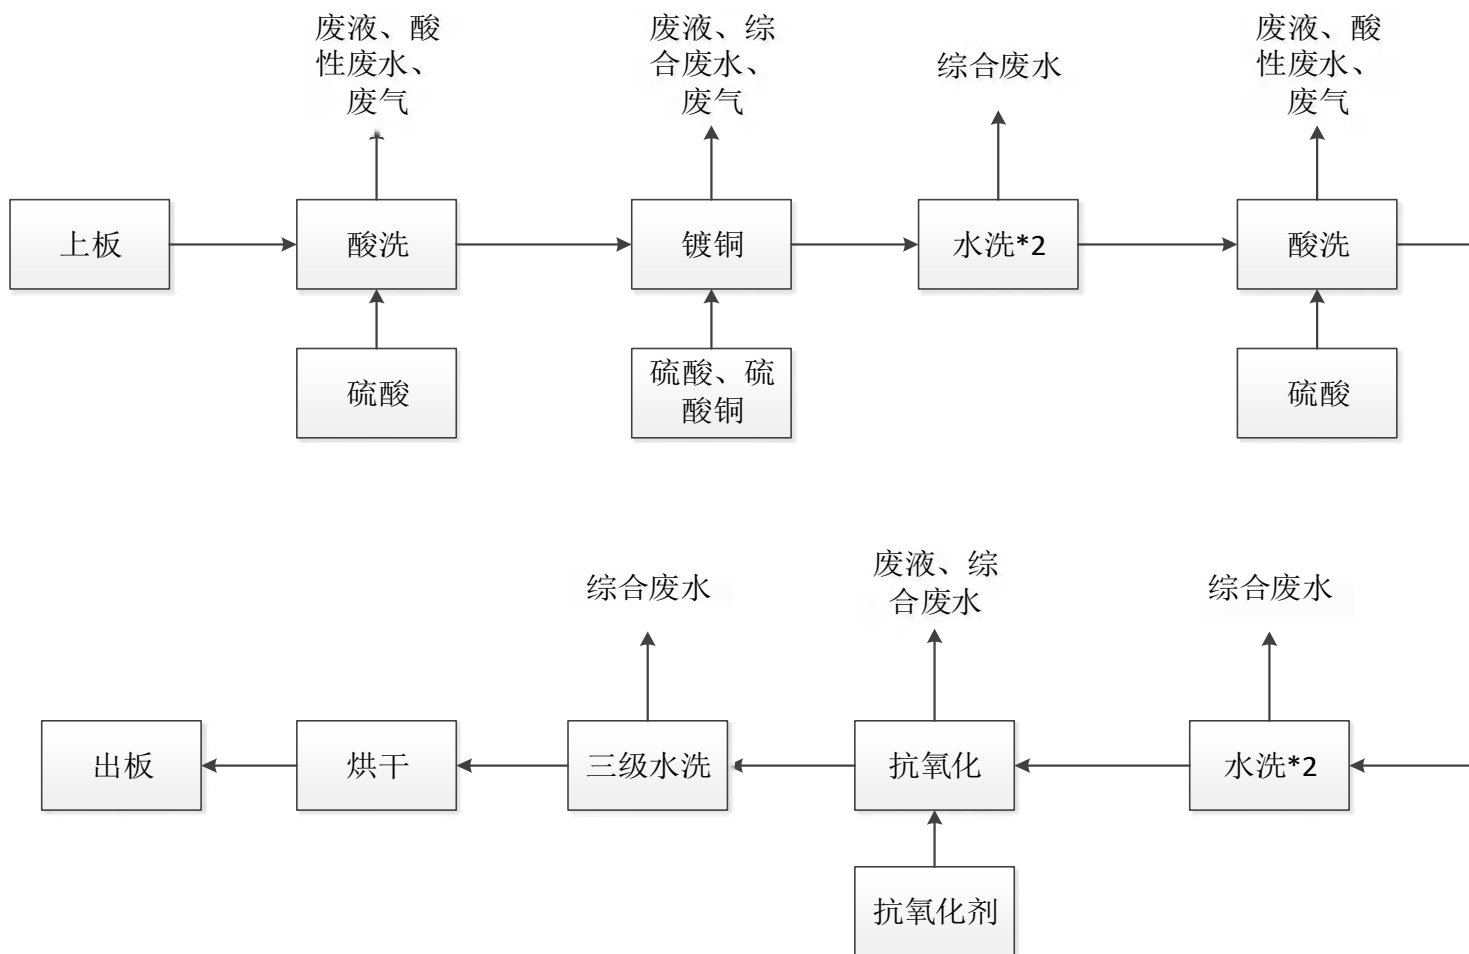 废液、酸
性废水、
废气
废液、综
合废水、
废气
综合废水
废液、酸
性废水、
废气
上板
酸洗
镀铜
水洗*2
酸洗
硫酸
硫酸、硫
酸铜
硫酸
综合废水
废液、综
合废水
综合废水
出板
烘干
三级水洗
抗氧化
水洗*2
抗氧化剂